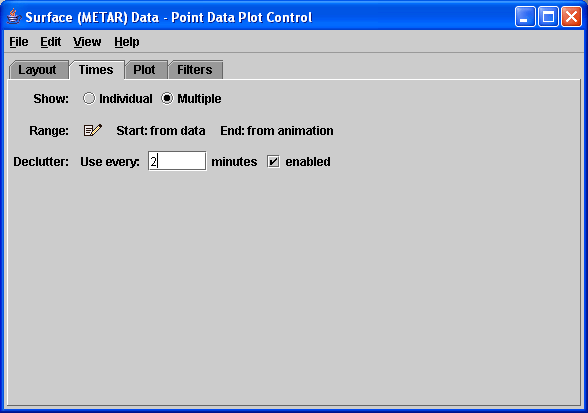 Surface (METAR) Data - Point Data Plot Control
File Edit View Help
Layout Times Plot Filters
Show: Individual Multiple
Range: Start: from data End: from animation
Declutter: Use every: 2 minutes enabled